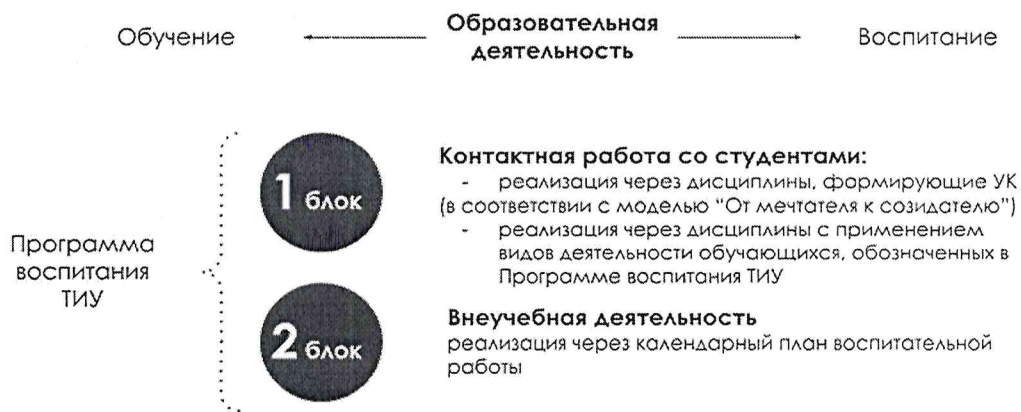 Обучение
Образовательная
деятельность
Воспитание
1 блок
Контактная работа со студентами:
- реализация через дисциплины, формирующие УК
(в соответствии с моделью "От мечтателя к созидателю")
- реализация через дисциплины с применением
видов деятельности обучающихся, обозначенных в
Программе воспитания ТИУ
Программа
воспитания
ТИУ
2 блок
Внеучебная деятельность
реализация через календарный план воспитательной
работы